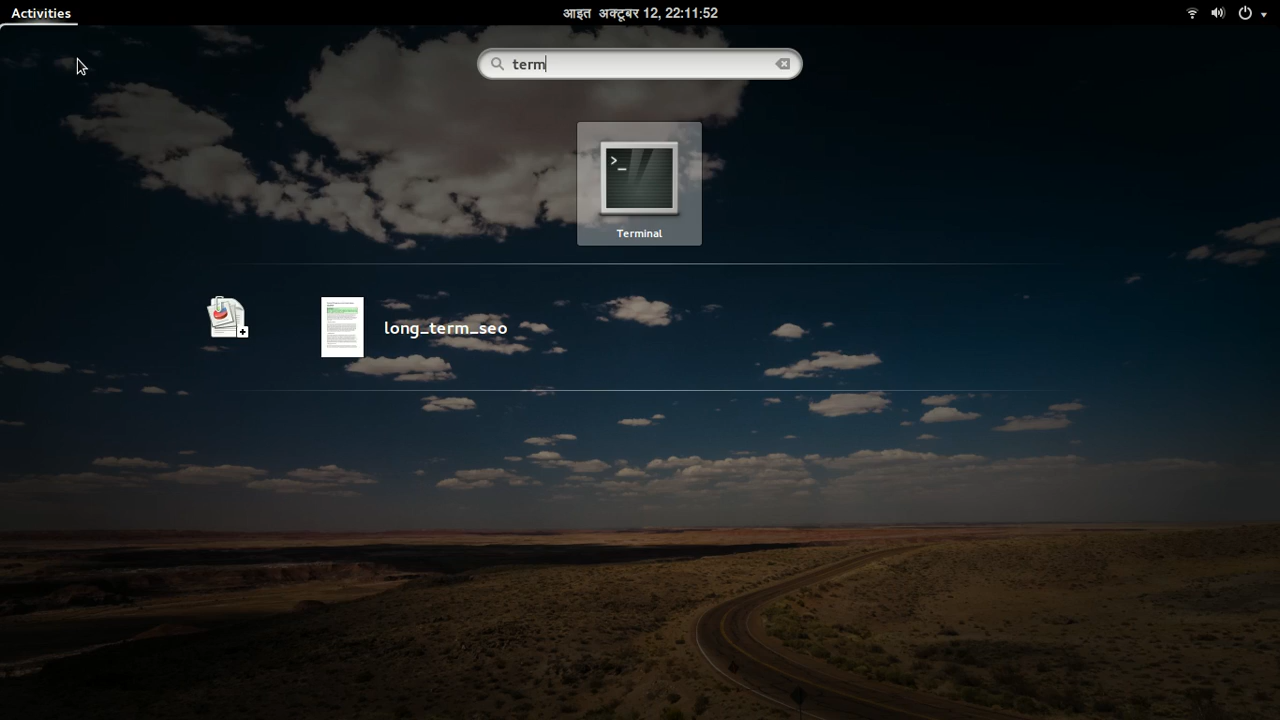 Activities
आइत अक्टूबर 12, 22:11:52
term
Terminal
long_term_seo